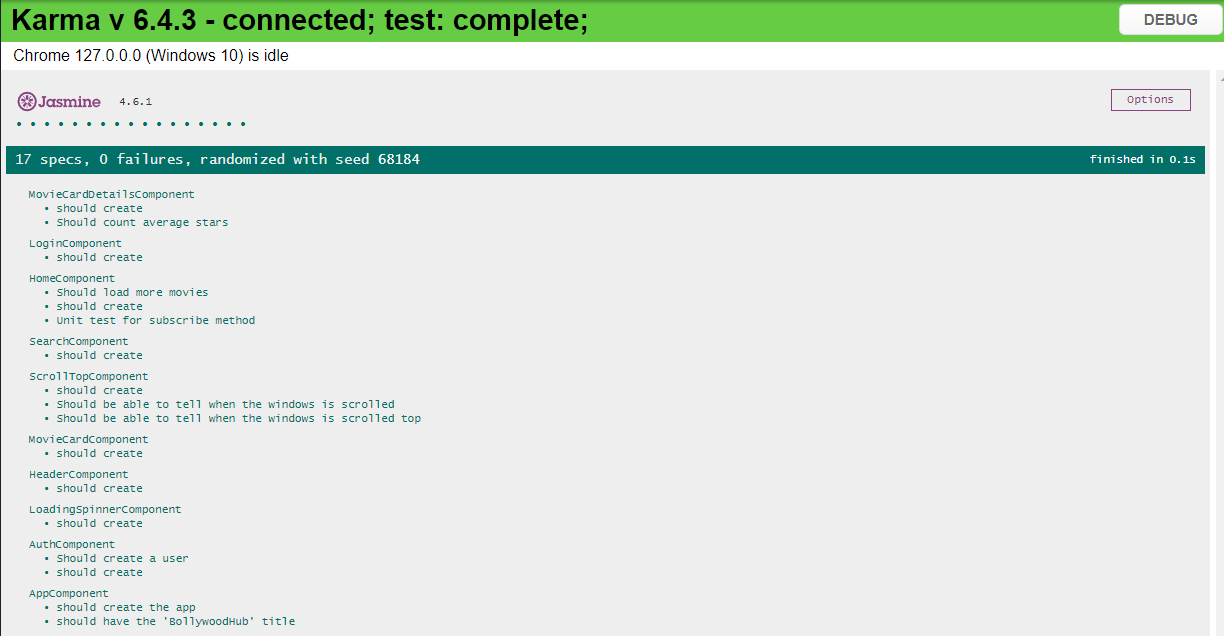 Karma v 6.4.3 - connected; test: complete;
DEBUG
Chrome 127.0.0.0 (Windows 10) is idle
Jasmine 4.6.1
Options
• • • • • • • • • • • • • • • • •
17 specs, 0 failures, randomized with seed 68184
finished in 0.1s
MovieCardDetailsComponent
• should create
• Should count average stars
LoginComponent
• should create
HomeComponent
• Should load more movies
• should create
• Unit test for subscribe method
SearchComponent
• should create
ScrollTopComponent
• should create
• Should be able to tell when the windows is scrolled
• Should be able to tell when the windows is scrolled top
MovieCardComponent
• should create
HeaderComponent
• should create
LoadingSpinnerComponent
• should create
AuthComponent
• Should create a user
• should create
AppComponent
• should create the app
• should have the 'BollywoodHub' title